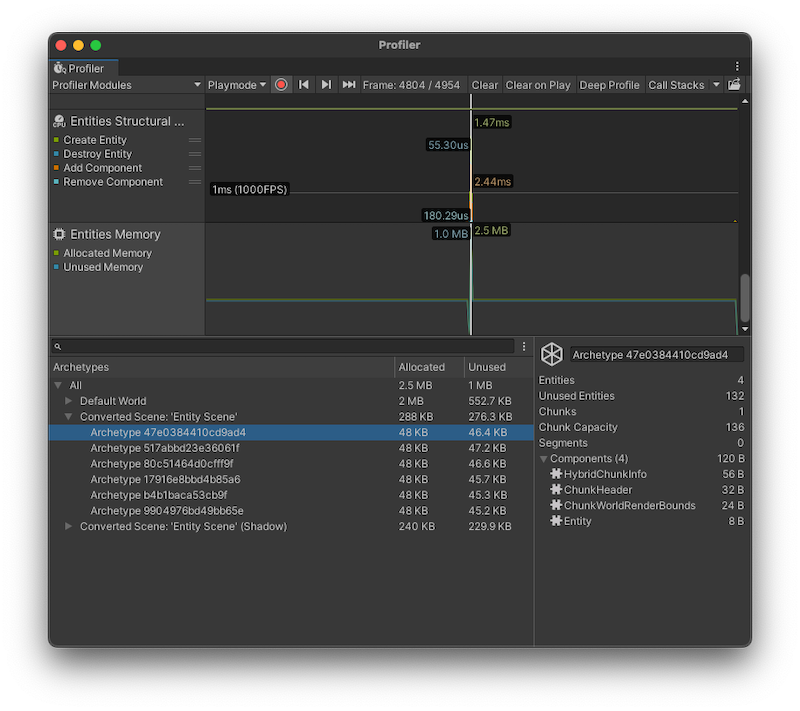 Profiler
Profiler
Profiler Modules Playmode Frame: 4804 / 4954 Clear Clear on Play Deep Profile Call Stacks
Entities Structural ...
Create Entity
Destroy Entity
Add Component
Remove Component
1.47ms
55.30us
2.44ms
1ms (1000FPS)
180.29us
Entities Memory
Allocated Memory
Unused Memory
1.0 MB 2.5 MB
Archetypes Allocated Unused
All 2.5 MB 1 MB
Default World 2 MB 552.7 KB
Converted Scene: 'Entity Scene' 288 KB 276.3 KB
Archetype 47e0384410cd9ad4 48 KB 46.4 KB
Archetype 517abbd23e36061f 48 KB 47.2 KB
Archetype 80c51464d0cfff9f 48 KB 46.6 KB
Archetype 17916e8bbd4b85a6 48 KB 45.7 KB
Archetype b4b1baca53cb9f 48 KB 45.3 KB
Archetype 9904976bd49bb65e 48 KB 45.2 KB
Converted Scene: 'Entity Scene' (Shadow) 240 KB 229.9 KB
Archetype 47e0384410cd9ad4
Entities 4
Unused Entities 132
Chunks 1
Chunk Capacity 136
Segments 0
Components (4) 120 B
HybridChunkInfo 56 B
ChunkHeader 32 B
ChunkWorldRenderBounds 24 B
Entity 8 B